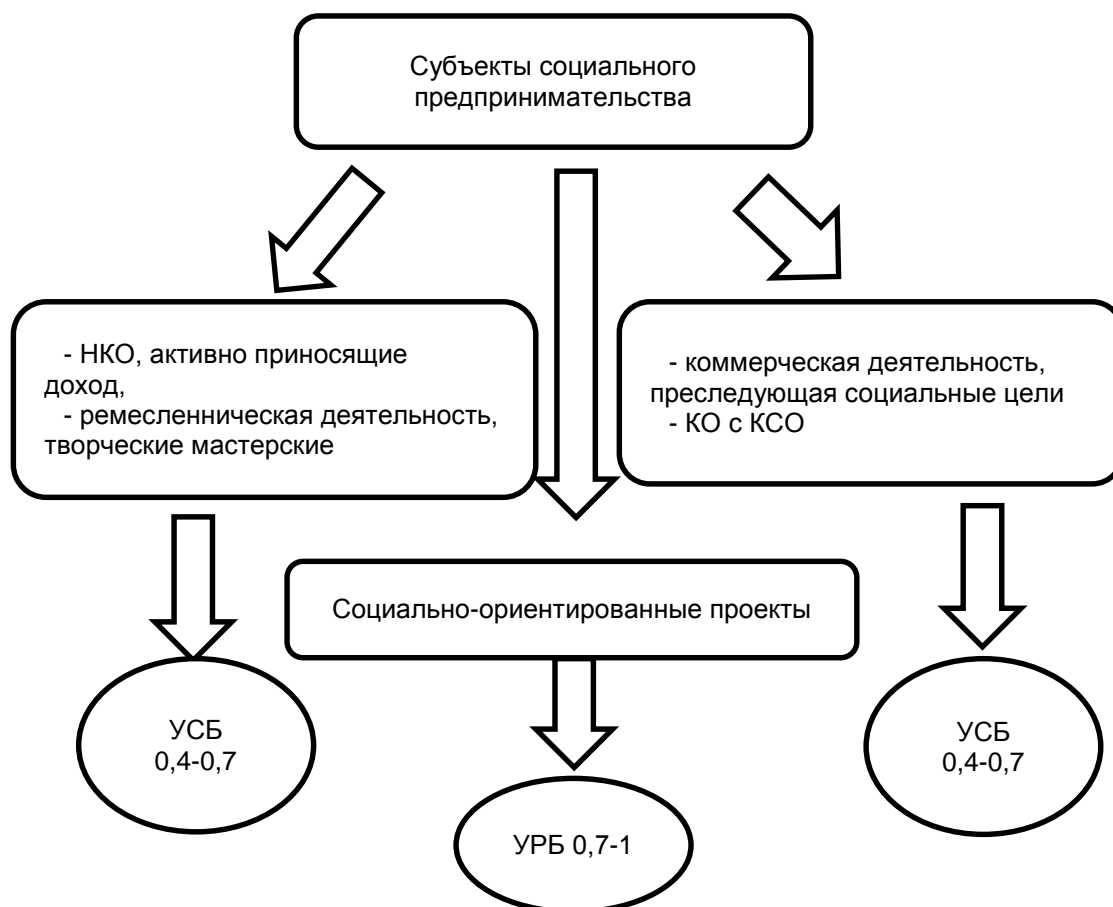 Субъекты социального
предпринимательства
- НКО, активно приносящие
доход,
- ремесленническая деятельность,
творческие мастерские
- коммерческая деятельность,
преследующая социальные цели
- КО с КСО
Социально-ориентированные проекты
УСБ
0,4-0,7
УРБ 0,7-1
УСБ
0,4-0,7